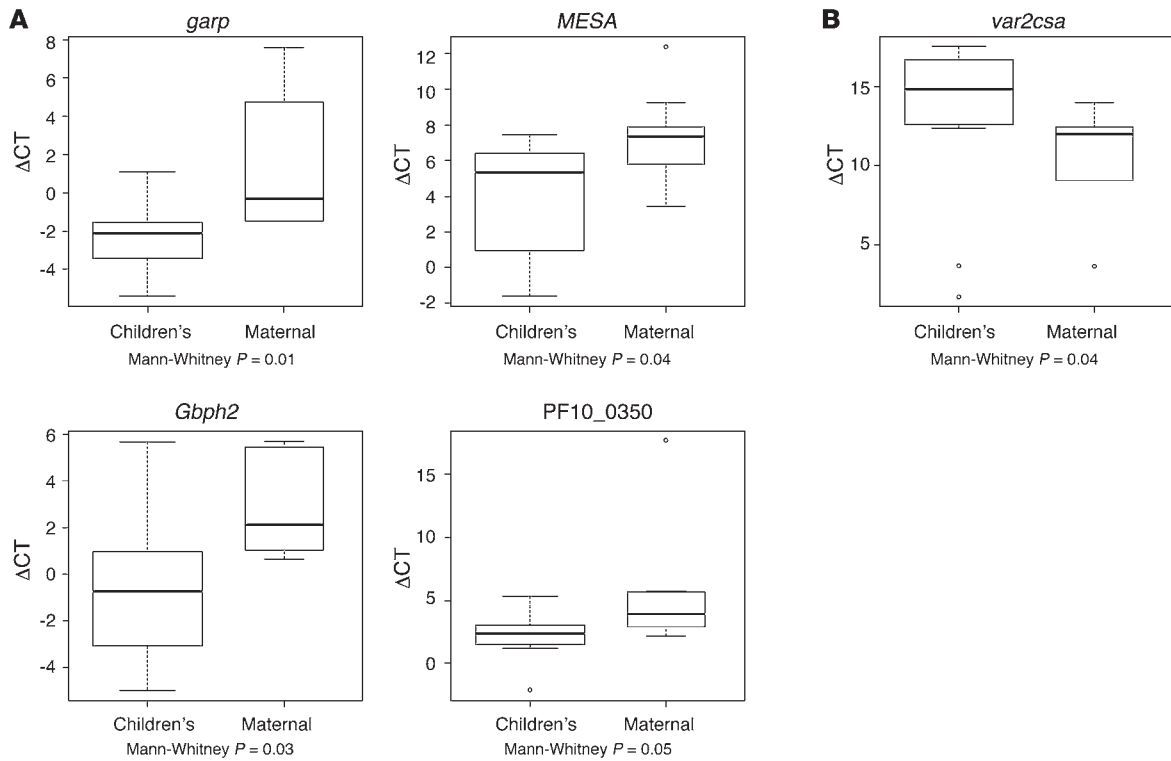 A
garp
8
6
4
2
0
-2
-4
ΔCT
Children's
Maternal
Mann-Whitney P = 0.01
MESA
12
10
8
6
4
2
0
-2
ΔCT
Children's
Maternal
Mann-Whitney P = 0.04
B
var2csa
15
10
5
ΔCT
Children's
Maternal
Mann-Whitney P = 0.04
Gbph2
6
4
2
0
-2
-4
ΔCT
Children's
Maternal
Mann-Whitney P = 0.03
PF10_0350
15
10
5
0
ΔCT
Children's
Maternal
Mann-Whitney P = 0.05